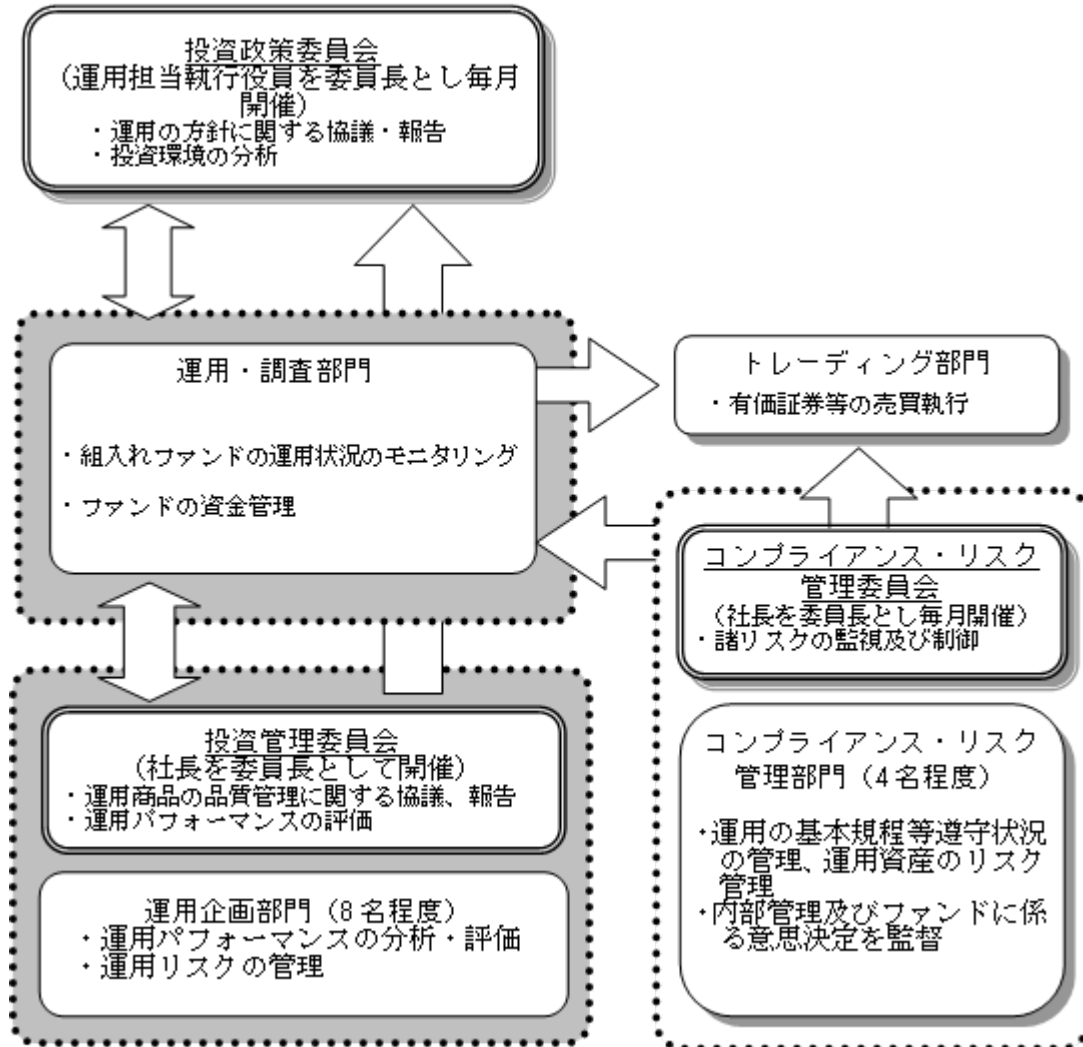 投資政策委員会
(運用担当執行役員を委員長とし毎月
開催)
・運用の方針に関する協議・報告
・投資環境の分析
運用・調査部門
・組入れファンドの運用状況のモニタリング
・ファンドの資金管理
トレーディング部門
・有価証券等の売買執行
コンプライアンス・リスク
管理委員会
(社長を委員長とし毎月開催)
・諸リスクの監視及び制御
投資管理委員会
(社長を委員長として開催)
・運用商品の品質管理に関する協議、報告
・運用パフォーマンスの評価
運用企画部門(8名程度)
・運用パフォーマンスの分析・評価
・運用リスクの管理
コンプライアンス・リスク
管理部門(4名程度)
・運用の基本規程等遵守状況
の管理、運用資産のリスク
管理
・内部管理及びファンドに係
る意思決定を監督